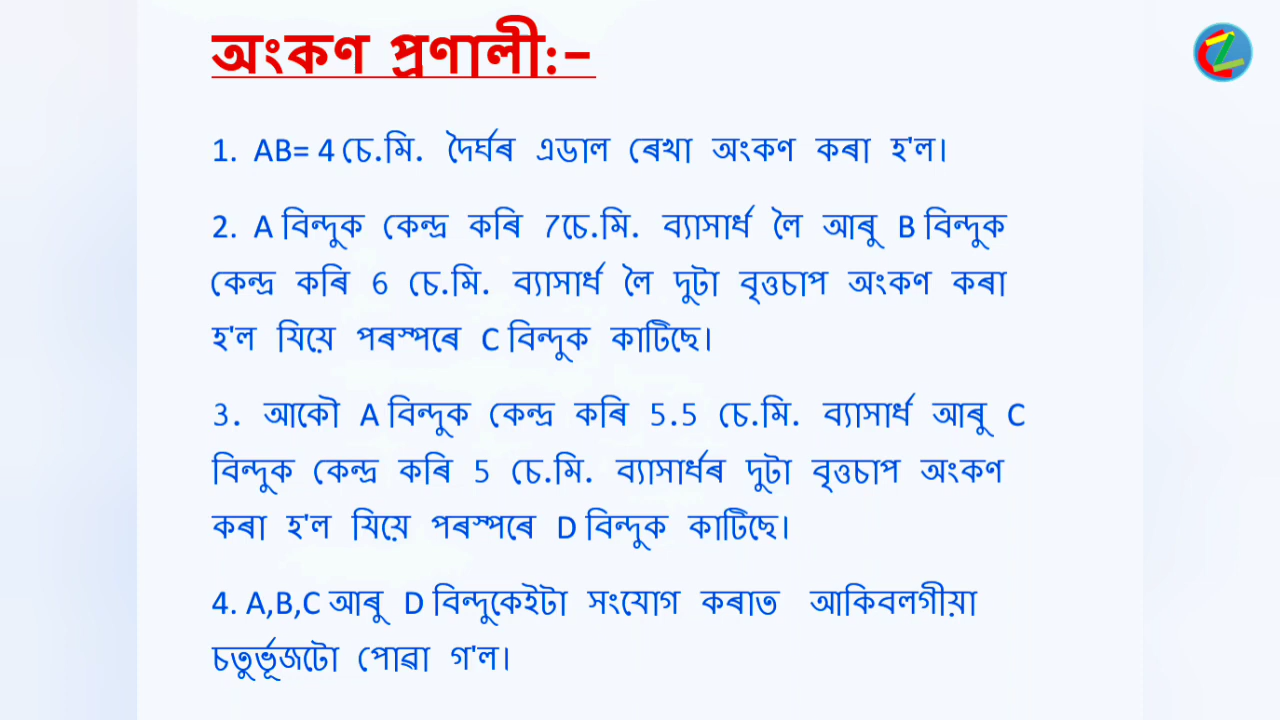 অংকণ প্ৰণালী:–
1. AB= 4 চে.মি. দৈৰ্ঘৰ এডাল ৰেখা অংকণ কৰা হ'ল।
2. A বিন্দুক কেন্দ্ৰ কৰি 7চে.মি. ব্যাসাৰ্ধ লৈ আৰু B বিন্দুক
কেন্দ্ৰ কৰি 6 চে.মি. ব্যাসাৰ্ধ লৈ দুটা বৃত্তচাপ অংকণ কৰা
হ'ল যিয়ে পৰস্পৰে C বিন্দুক কাটিছে।
3. আকৌ A বিন্দুক কেন্দ্ৰ কৰি 5.5 চে.মি. ব্যাসাৰ্ধ আৰু C
বিন্দুক কেন্দ্ৰ কৰি 5 চে.মি. ব্যাসাৰ্ধৰ দুটা বৃত্তচাপ অংকণ
কৰা হ'ল যিয়ে পৰস্পৰে D বিন্দুক কাটিছে।
4. A,B,C আৰু D বিন্দুকেইটা সংযোগ কৰাত আকিবলগীয়া
চতুৰ্ভূজটো পোৱা গ'ল।